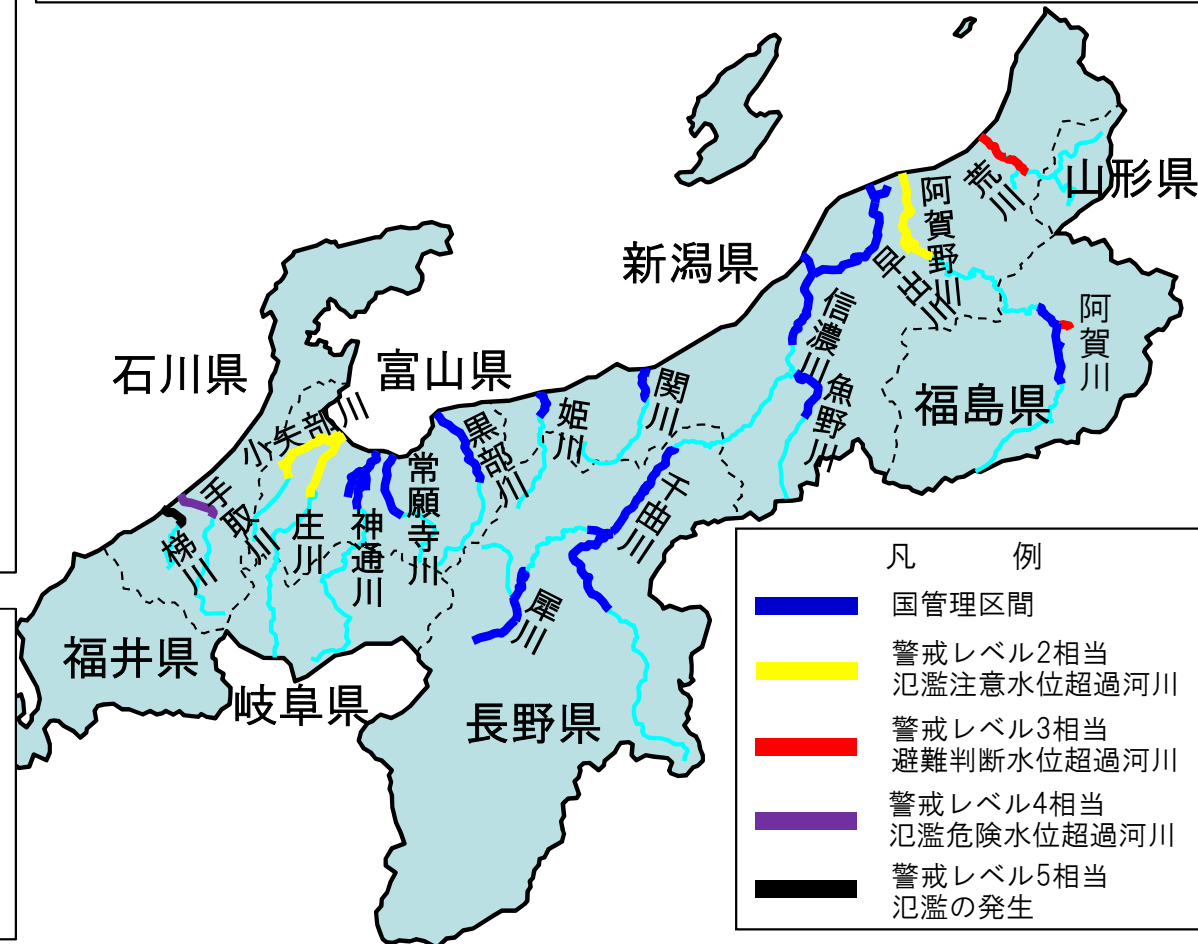 山形県
荒川
阿賀野川
早出川
新潟県
信濃川
阿賀川
魚野川
福島県
石川県
富山県
関川
姫川
黒部川
小矢部川
常願寺川
千曲川
手取川
庄川
神通川
梯川
犀川
福井県
岐阜県
長野県
凡 例
国管理区間
警戒レベル2相当
氾濫注意水位超過河川
警戒レベル3相当
避難判断水位超過河川
警戒レベル4相当
氾濫危険水位超過河川
警戒レベル5相当
氾濫の発生